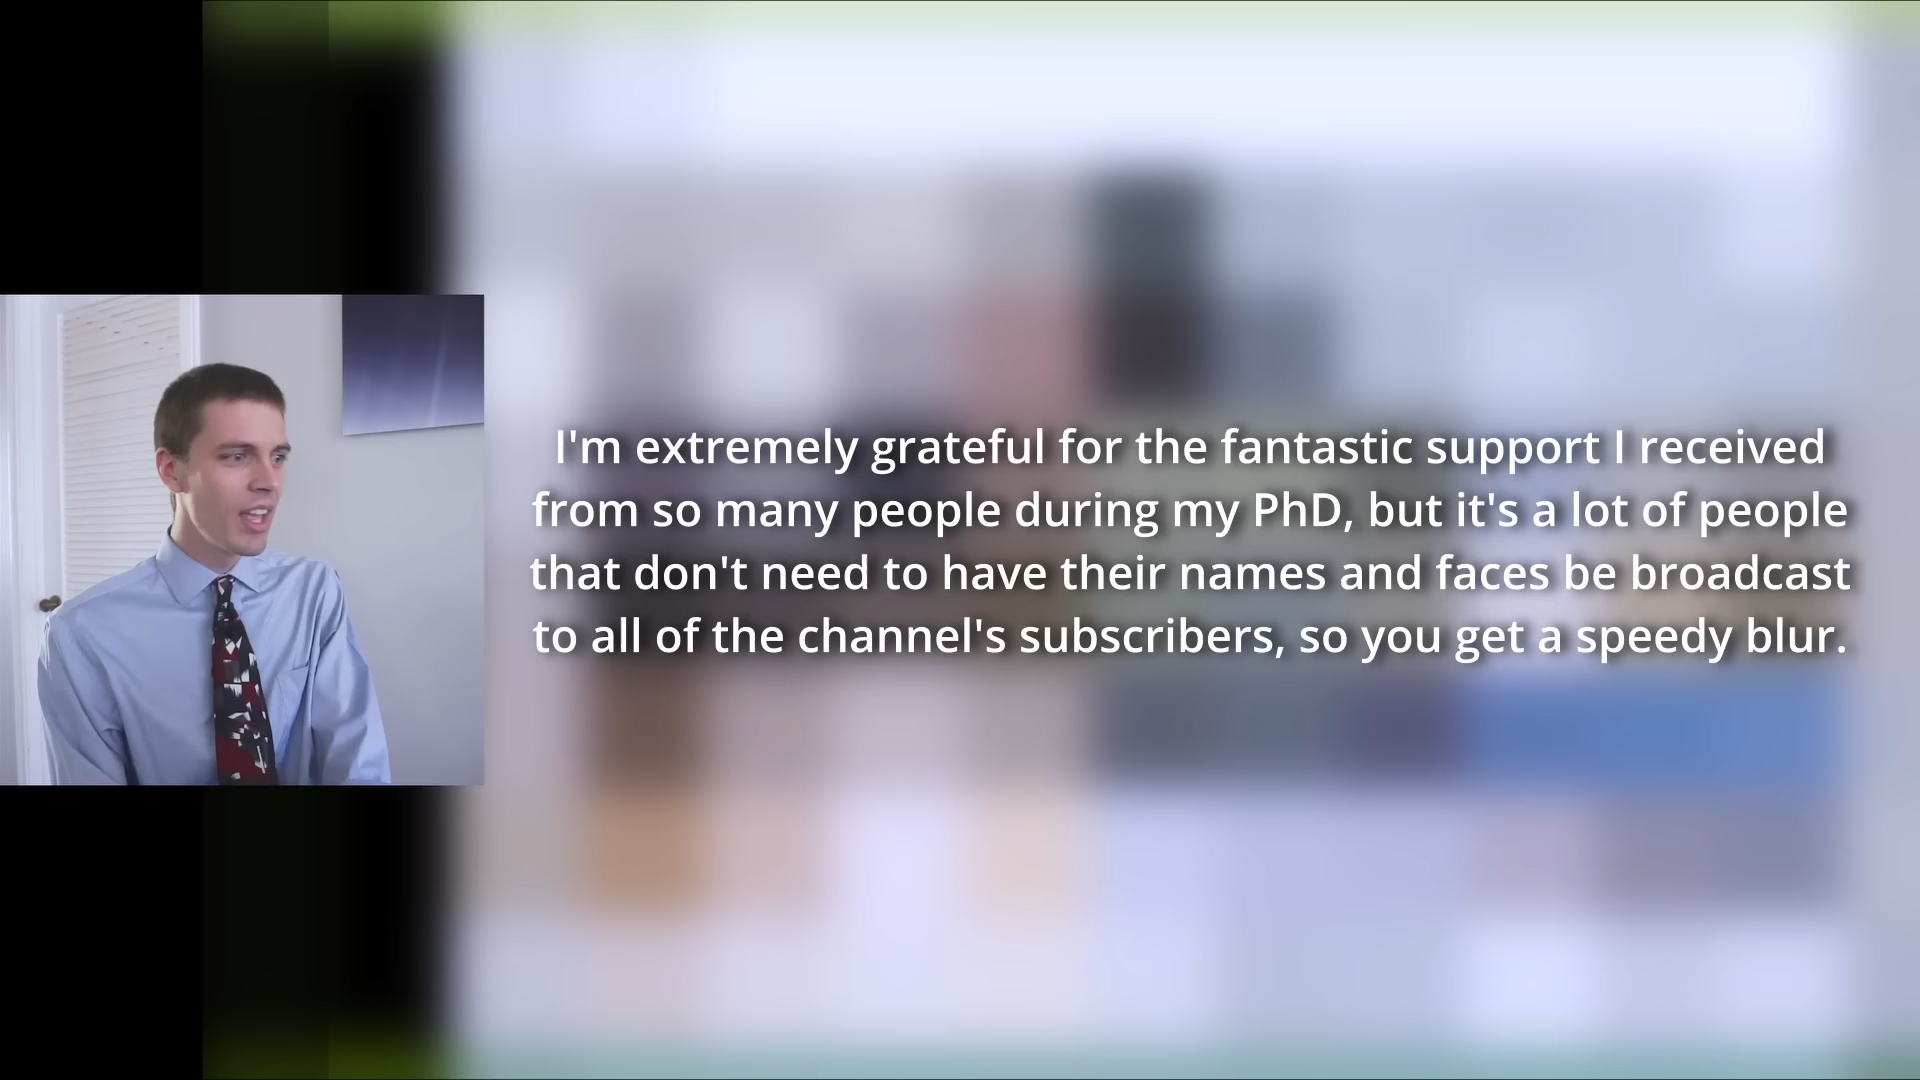 I'm extremely grateful for the fantastic support I received
from so many people during my PhD, but it's a lot of people
that don't need to have their names and faces be broadcast
to all of the channel's subscribers, so you get a speedy blur.